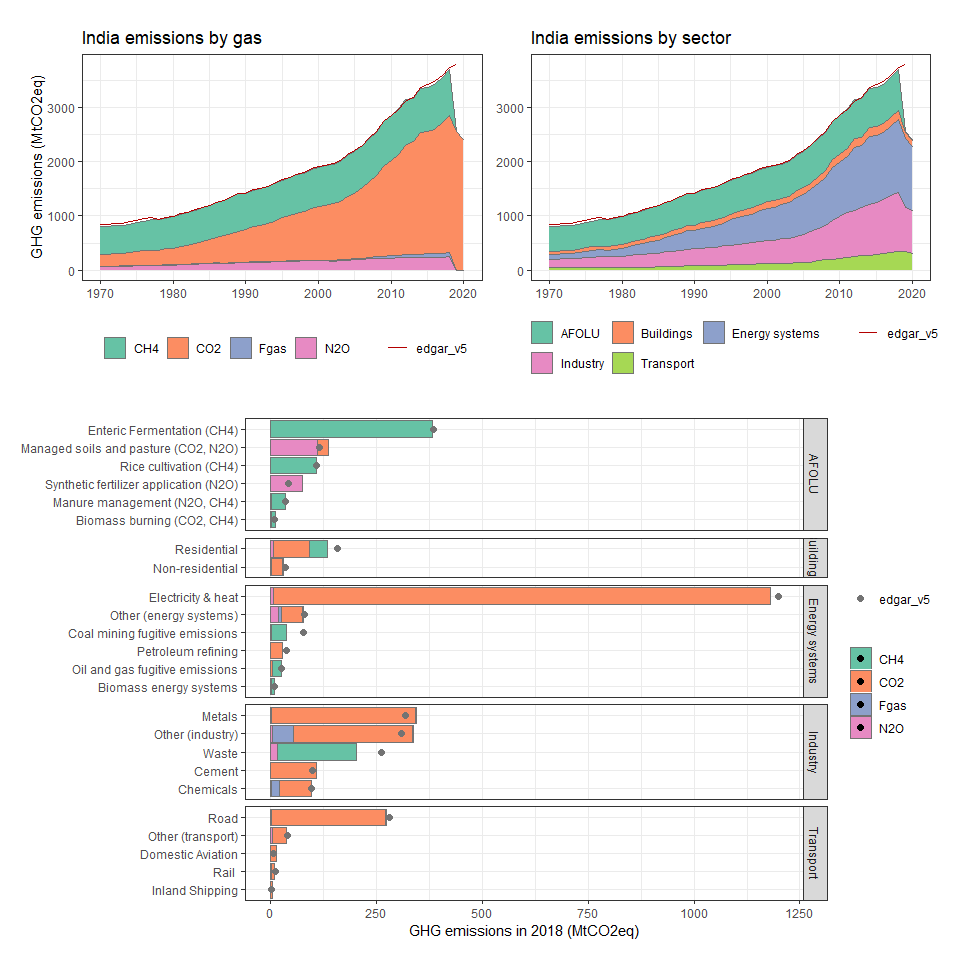 India emissions by gas
India emissions by sector
GHG emissions (MtCO2eq)
3000
2000
1000
0
1970 1980 1990 2000 2010 2020
3000
2000
1000
0
1970 1980 1990 2000 2010 2020
CH4 CO2 Fgas N2O edgar_v5
AFOLU Buildings Energy systems edgar_v5
Industry Transport
Enteric Fermentation (CH4)
Managed soils and pasture (CO2, N2O)
Rice cultivation (CH4)
Synthetic fertilizer application (N2O)
Manure management (N2O, CH4)
Biomass burning (CO2, CH4)
AFOLU
Residential
Non-residential
uilding
Electricity & heat
Other (energy systems)
Coal mining fugitive emissions
Petroleum refining
Oil and gas fugitive emissions
Biomass energy systems
Energy systems
Metals
Other (industry)
Waste
Cement
Chemicals
Industry
Road
Other (transport)
Domestic Aviation
Rail
Inland Shipping
Transport
0 250 500 750 1000 1250
GHG emissions in 2018 (MtCO2eq)
edgar_v5
CH4
CO2
Fgas
N2O